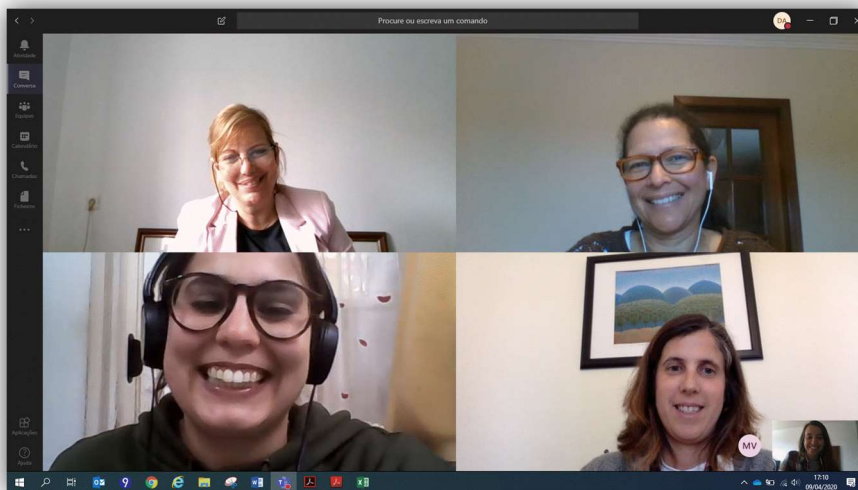 Procure ou escreva um comando
DA
Atividade
Conversa
Equipas
Calendário
Chamadas
Ficheiros
Aplicações
Ajuda
MV
17:10
09/04/2020